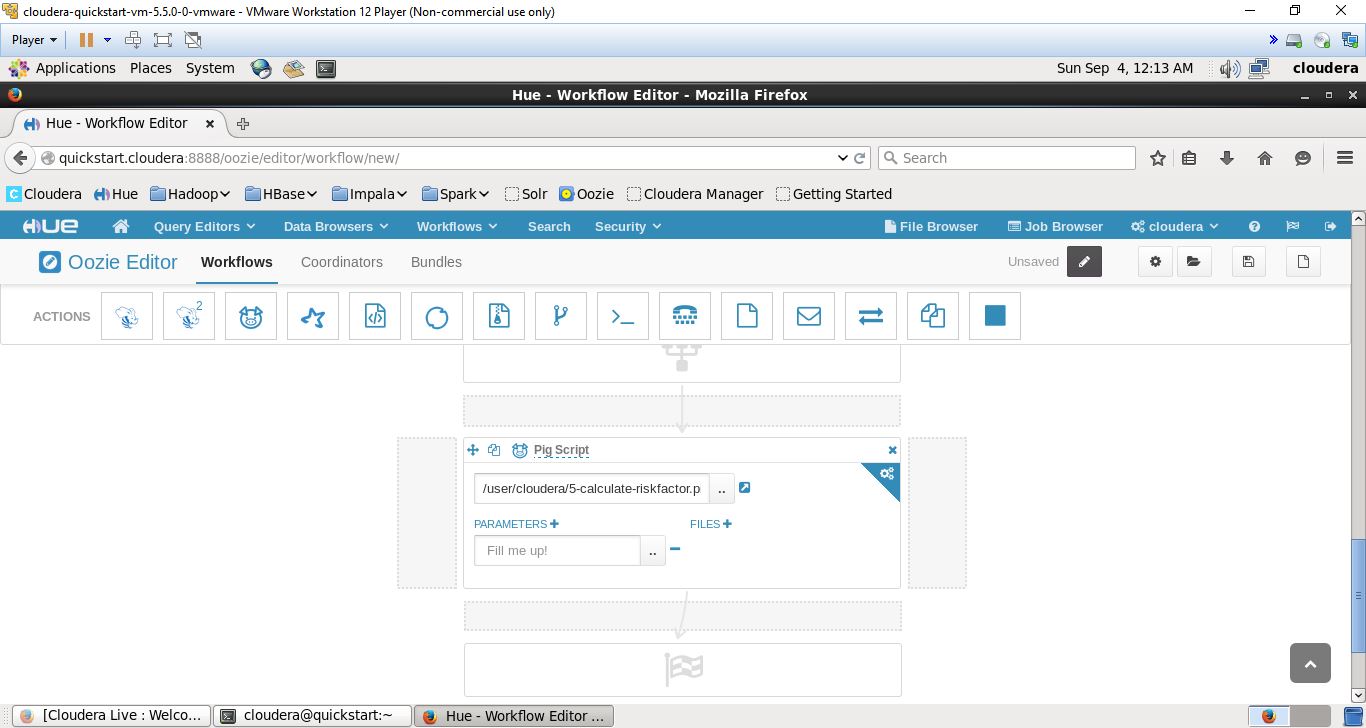 cloudera-quickstart-vm-5.5.0-0-vmware - VMware Workstation 12 Player (Non-commercial use only)
Player
Applications Places System Sun Sep 4, 12:13 AM cloudera
Hue - Workflow Editor - Mozilla Firefox
Hue - Workflow Editor
quickstart.cloudera:8888/oozie/editor/workflow/new/ Search
Cloudera Hue Hadoop HBase Impala Spark Solr Oozie Cloudera Manager Getting Started
HUE Query Editors Data Browsers Workflows Search Security File Browser Job Browser cloudera
Oozie Editor Workflows Coordinators Bundles Unsaved
ACTIONS 2
Pig Script
/user/cloudera/5-calculate-riskfactor.p ..
PARAMETERS FILES
Fill me up! ..
[Cloudera Live : Welco... cloudera@quickstart:~ Hue - Workflow Editor ...